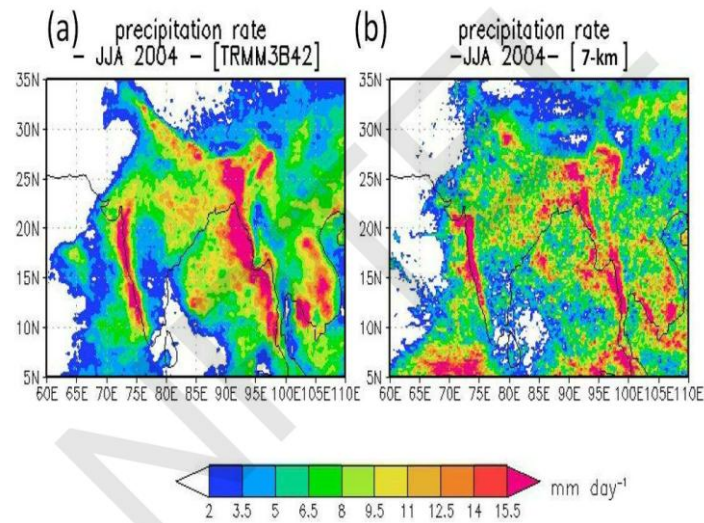 (a) precipitation rate
- JJA 2004 - [TRMM3B42]
(b) precipitation rate
-JJA 2004- [ 7-km ]
35N
30N
25N
20N
15N
10N
5N
60E 65E 70E 75E 80E 85E 90E 95E 100E105E110E
35N
30N
25N
20N
15N
10N
5N
60E 65E 70E 75E 80E 85E 90E 95E 100E105E110E
2 3.5 5 6.5 8 9.5 11 12.5 14 15.5 mm day⁻¹